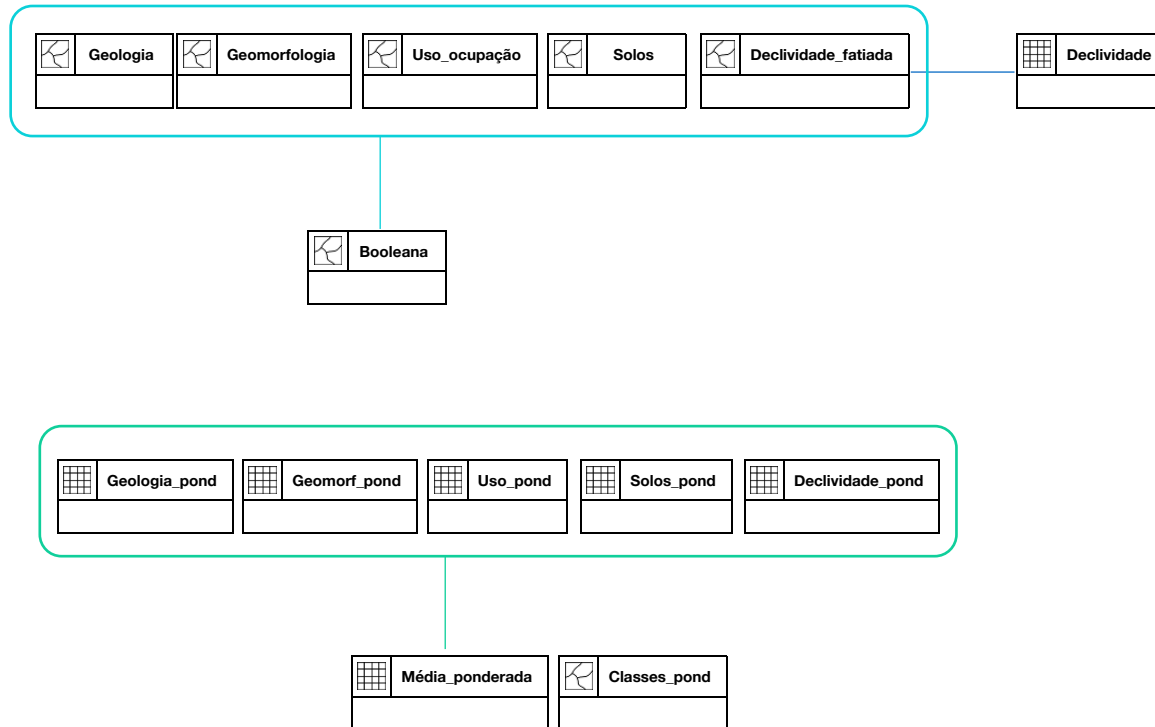 Geologia
Geomorfologia
Uso_ocupação
Solos
Declividade_fatiada
Declividade
Booleana
Geologia_pond
Geomorf_pond
Uso_pond
Solos_pond
Declividade_pond
Média_ponderada
Classes_pond